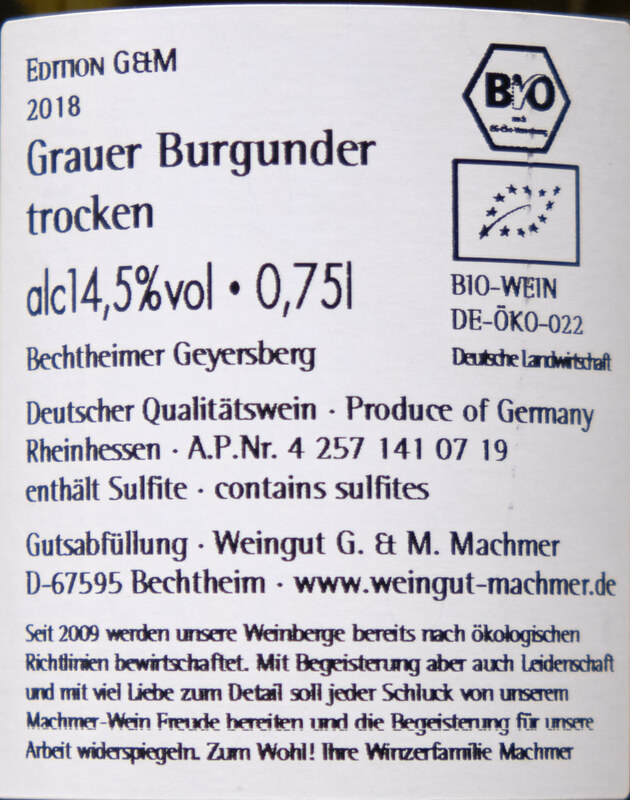 EDITION G&M
2018
Grauer Burgunder
trocken
alc14,5%vol • 0,75l
Bechtheimer Geyersberg
BIO
nach
EG-Öko-Verordnung
BIO-WEIN
DE-ÖKO-022
Deutsche Landwirtschaft
Deutscher Qualitätswein · Produce of Germany
Rheinhessen · A.P.Nr. 4 257 141 07 19
enthält Sulfite · contains sulfites
Gutsabfüllung · Weingut G. & M. Machmer
D-67595 Bechtheim · www.weingut-machmer.de
Seit 2009 werden unsere Weinberge bereits nach ökologischen
Richtlinien bewirtschaftet. Mit Begeisterung aber auch Leidenschaft
und mit viel Liebe zum Detail soll jeder Schluck von unserem
Machmer-Wein Freude bereiten und die Begeisterung für unsere
Arbeit widerspiegeln. Zum Wohl! Ihre Winzerfamilie Machmer